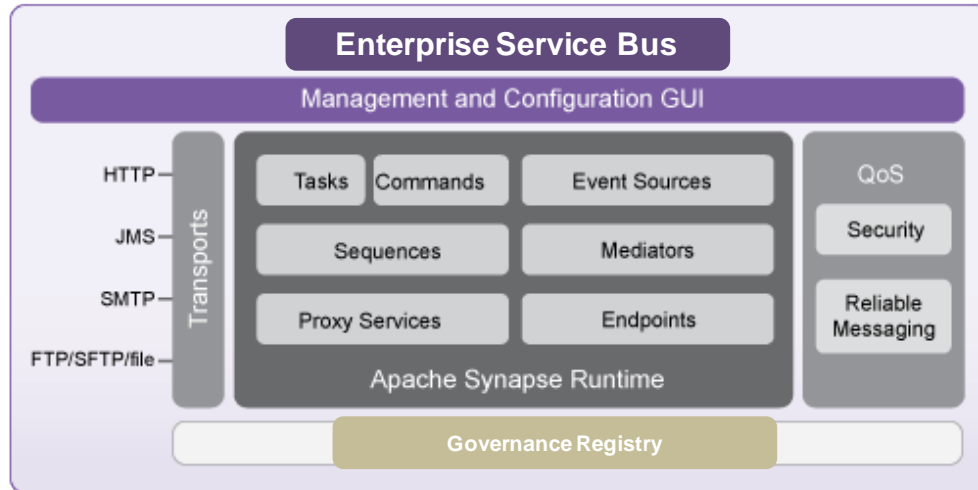 Enterprise Service Bus
Management and Configuration GUI
HTTP
JMS
SMTP
FTP/SFTP/file
Transports
Tasks
Commands
Event Sources
Sequences
Mediators
Proxy Services
Endpoints
Apache Synapse Runtime
QoS
Security
Reliable
Messaging
Governance Registry